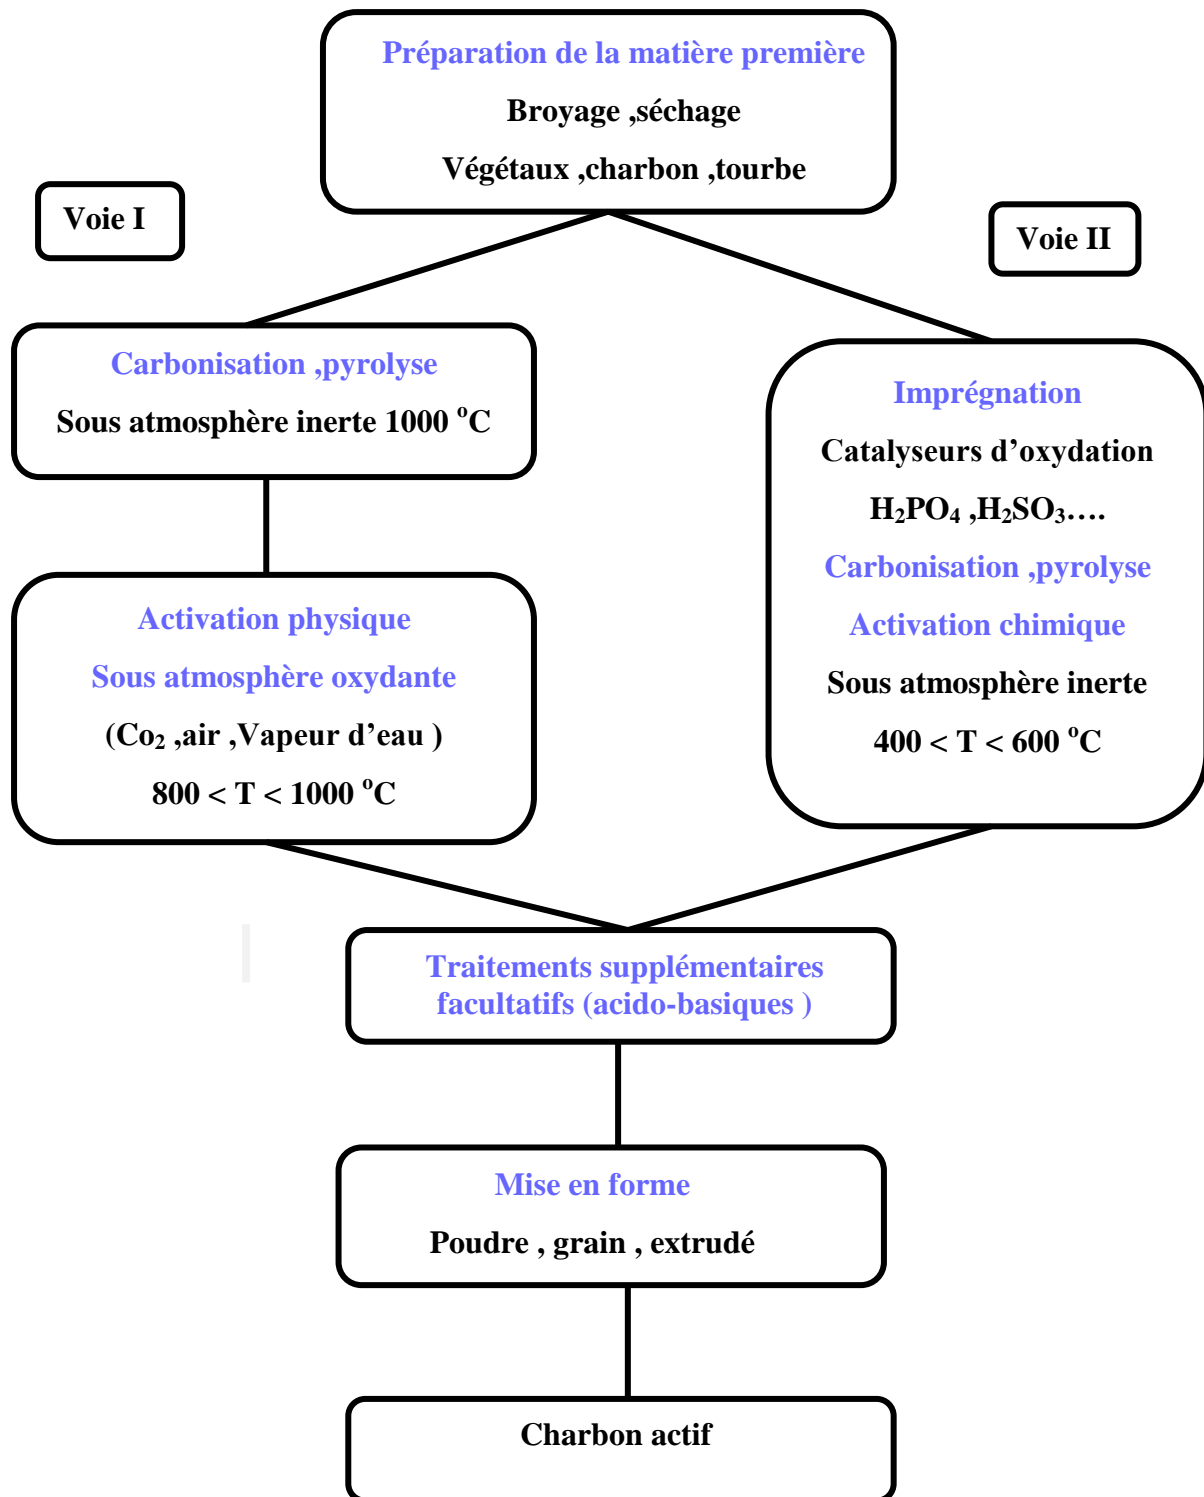 Préparation de la matière première
Broyage ,séchage
Végétaux ,charbon ,tourbe
Voie I
Voie II
Carbonisation ,pyrolyse
Sous atmosphère inerte 1000 °C
Activation physique
Sous atmosphère oxydante
(Co₂ ,air ,Vapeur d’eau )
800 < T < 1000 °C
Imprégnation
Catalyseurs d’oxydation
H₂PO₄ ,H₂SO₃….
Carbonisation ,pyrolyse
Activation chimique
Sous atmosphère inerte
400 < T < 600 °C
Traitements supplémentaires
facultatifs (acido-basiques )
Mise en forme
Poudre , grain , extrudé
Charbon actif